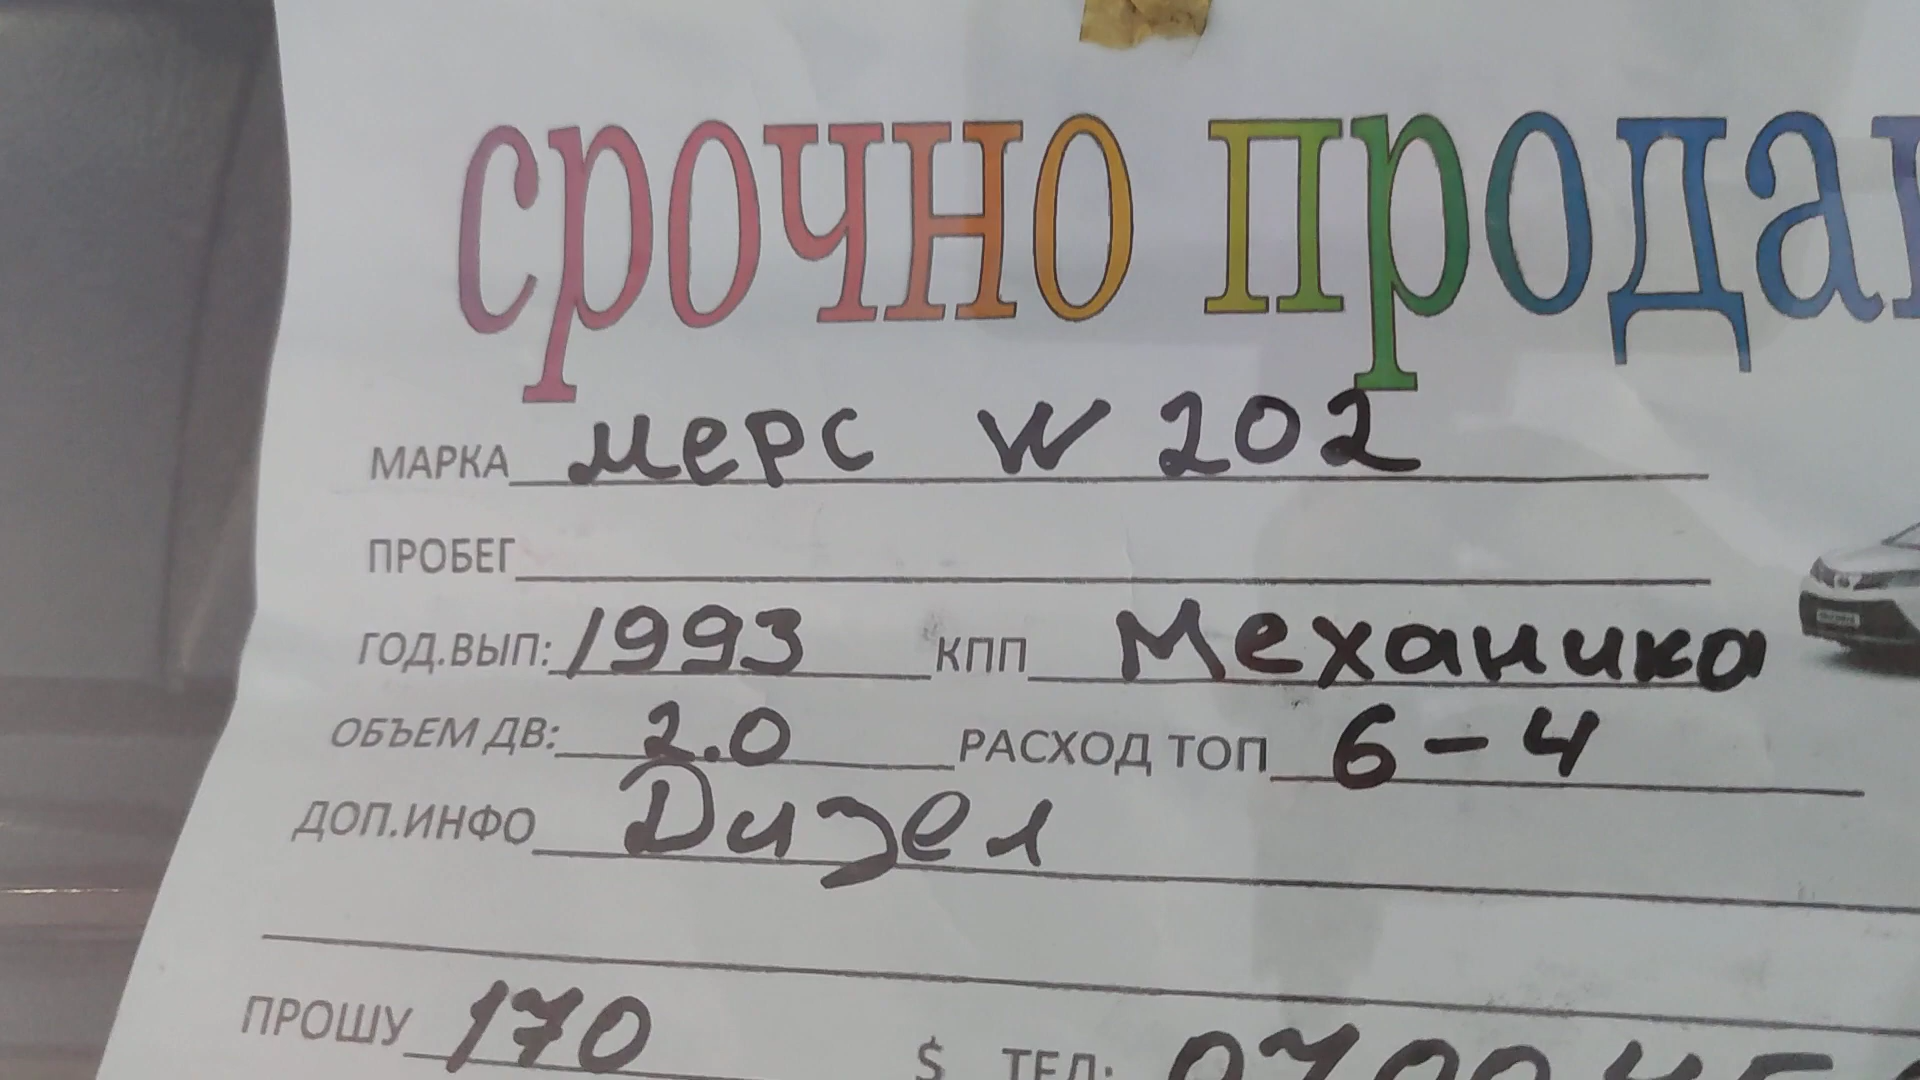 срочно
МАРКА мерс W 202
ПРОБЕГ
ГОД.ВЫП: 1993 КПП Механика
ОБЪЕМ ДВ: 2.0 РАСХОД ТОП 6-4
ДОП.ИНФО Дизел
ПРОШУ 170 $ ТЕЛ: